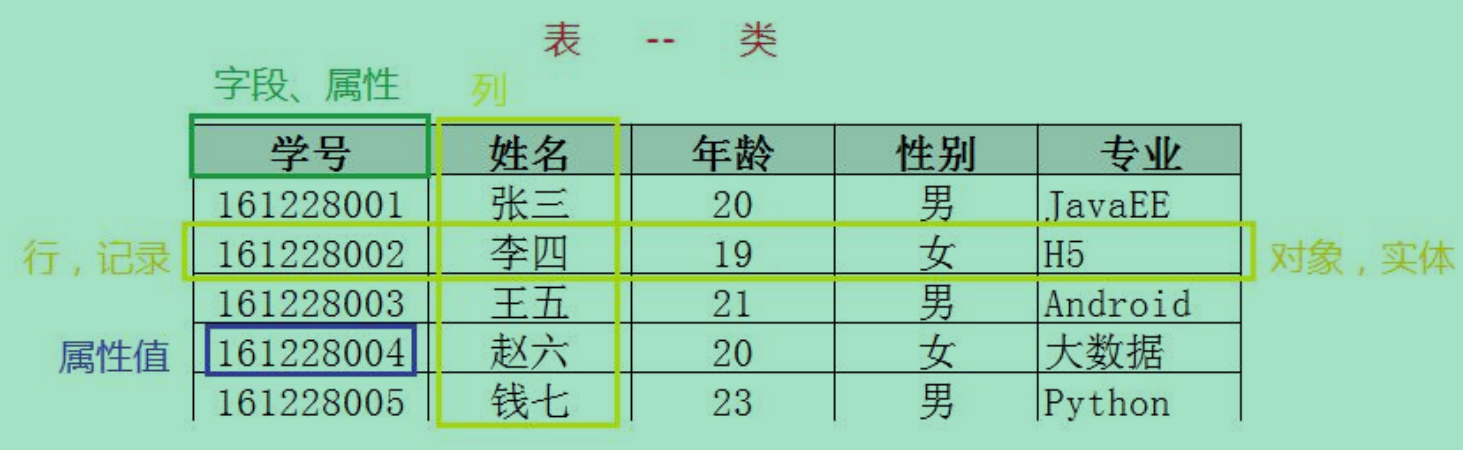 表 -- 类
字段、属性 列
学号 姓名 年龄 性别 专业
161228001 张三 20 男 JavaEE
行，记录 161228002 李四 19 女 H5 对象，实体
161228003 王五 21 男 Android
属性值 161228004 赵六 20 女 大数据
161228005 钱七 23 男 Python